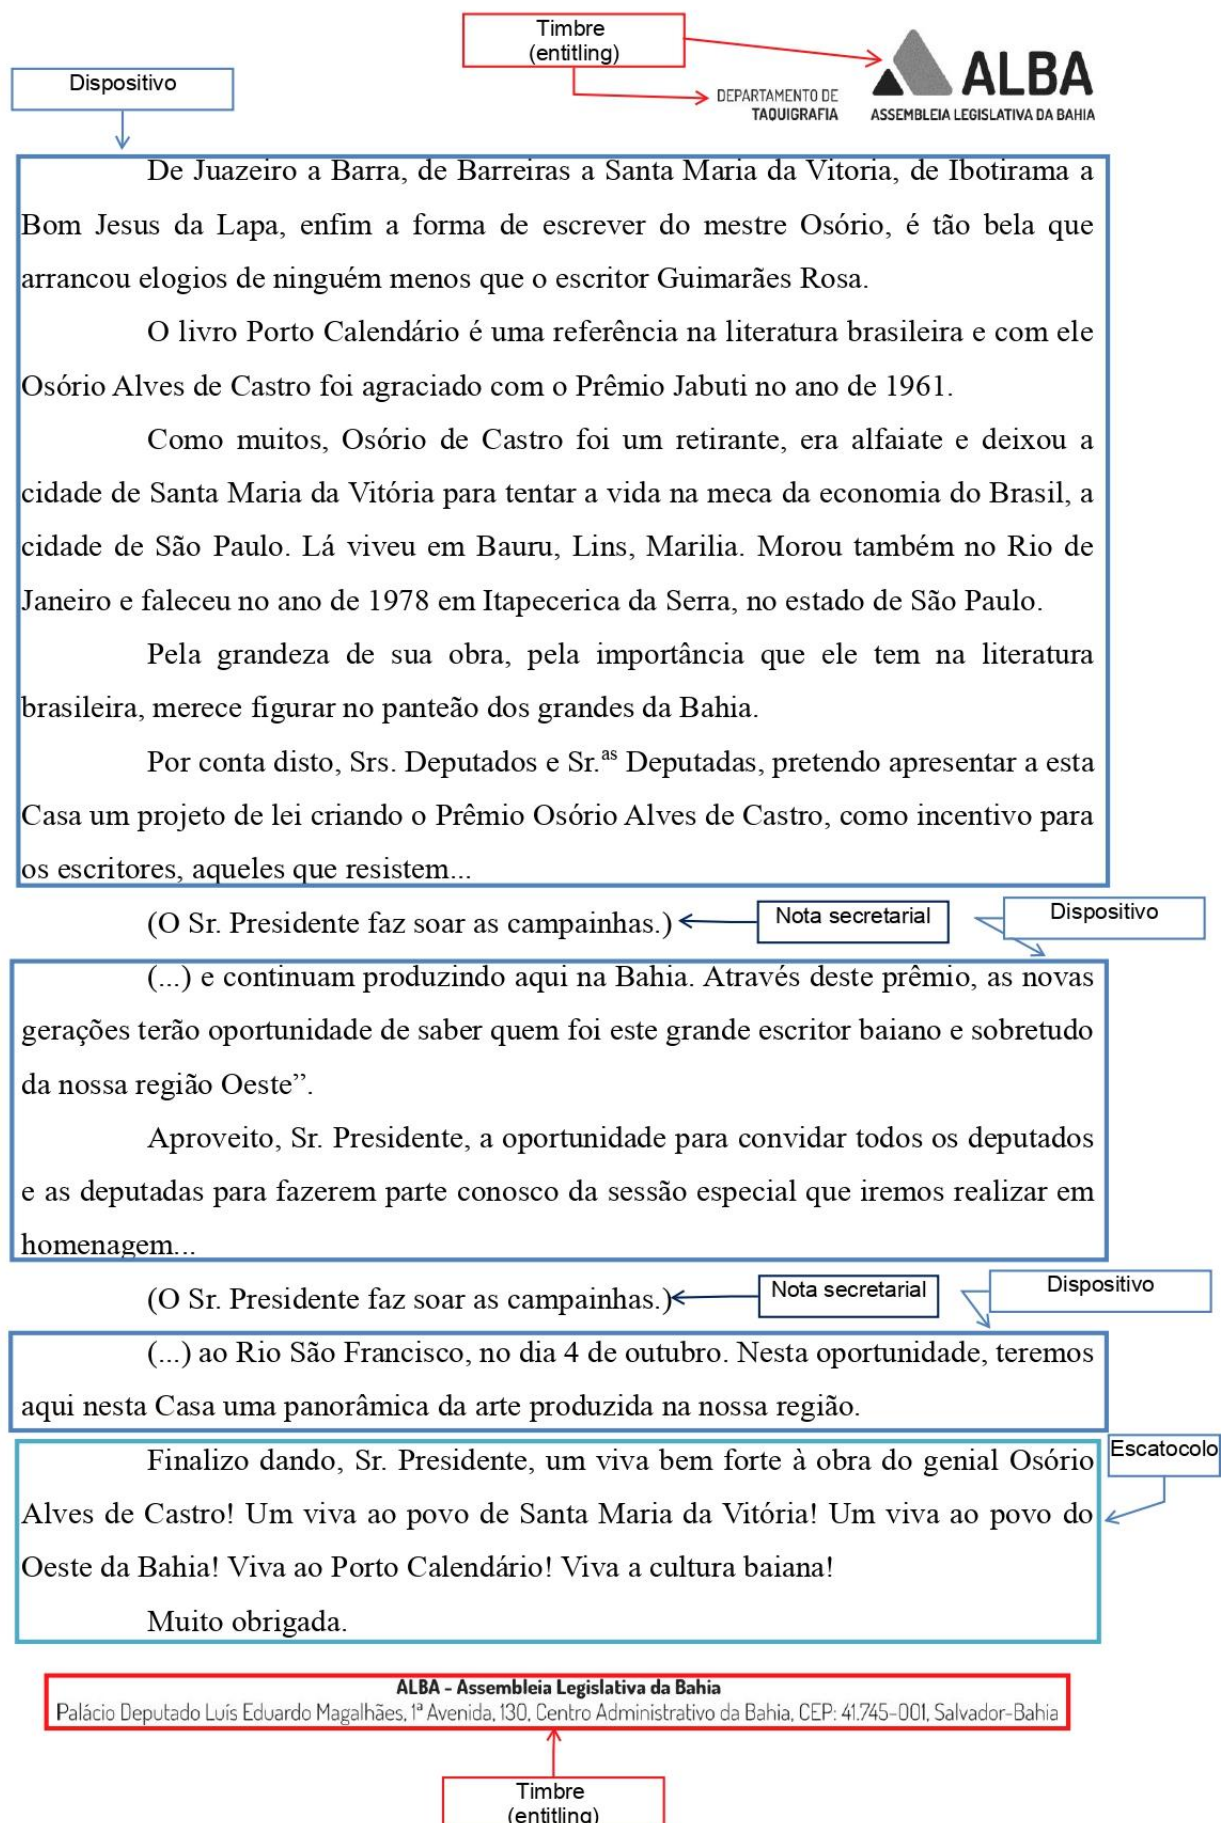 Timbre
(entitling)
Dispositivo
DEPARTAMENTO DE
TAQUIGRAFIA
ALBA
ASSEMBLEIA LEGISLATIVA DA BAHIA
De Juazeiro a Barra, de Barreiras a Santa Maria da Vitoria, de Ibotirama a
Bom Jesus da Lapa, enfim a forma de escrever do mestre Osório, é tão bela que
arrancou elogios de ninguém menos que o escritor Guimarães Rosa.
O livro Porto Calendário é uma referência na literatura brasileira e com ele
Osório Alves de Castro foi agraciado com o Prêmio Jabuti no ano de 1961.
Como muitos, Osório de Castro foi um retirante, era alfaiate e deixou a
cidade de Santa Maria da Vitória para tentar a vida na meca da economia do Brasil, a
cidade de São Paulo. Lá viveu em Bauru, Lins, Marilia. Morou também no Rio de
Janeiro e faleceu no ano de 1978 em Itapecerica da Serra, no estado de São Paulo.
Pela grandeza de sua obra, pela importância que ele tem na literatura
brasileira, merece figurar no panteão dos grandes da Bahia.
Por conta disto, Srs. Deputados e Sr.as Deputadas, pretendo apresentar a esta
Casa um projeto de lei criando o Prêmio Osório Alves de Castro, como incentivo para
os escritores, aqueles que resistem...
(O Sr. Presidente faz soar as campainhas.)
Nota secretarial
Dispositivo
(...) e continuam produzindo aqui na Bahia. Através deste prêmio, as novas
gerações terão oportunidade de saber quem foi este grande escritor baiano e sobretudo
da nossa região Oeste”.
Aproveito, Sr. Presidente, a oportunidade para convidar todos os deputados
e as deputadas para fazerem parte conosco da sessão especial que iremos realizar em
homenagem...
(O Sr. Presidente faz soar as campainhas.)
Nota secretarial
Dispositivo
(...) ao Rio São Francisco, no dia 4 de outubro. Nesta oportunidade, teremos
aqui nesta Casa uma panorâmica da arte produzida na nossa região.
Escatocolo
Finalizo dando, Sr. Presidente, um viva bem forte à obra do genial Osório
Alves de Castro! Um viva ao povo de Santa Maria da Vitória! Um viva ao povo do
Oeste da Bahia! Viva ao Porto Calendário! Viva a cultura baiana!
Muito obrigada.
ALBA - Assembleia Legislativa da Bahia
Palácio Deputado Luís Eduardo Magalhães, 1ª Avenida, 130, Centro Administrativo da Bahia, CEP: 41.745-001, Salvador-Bahia
Timbre
(entitling)